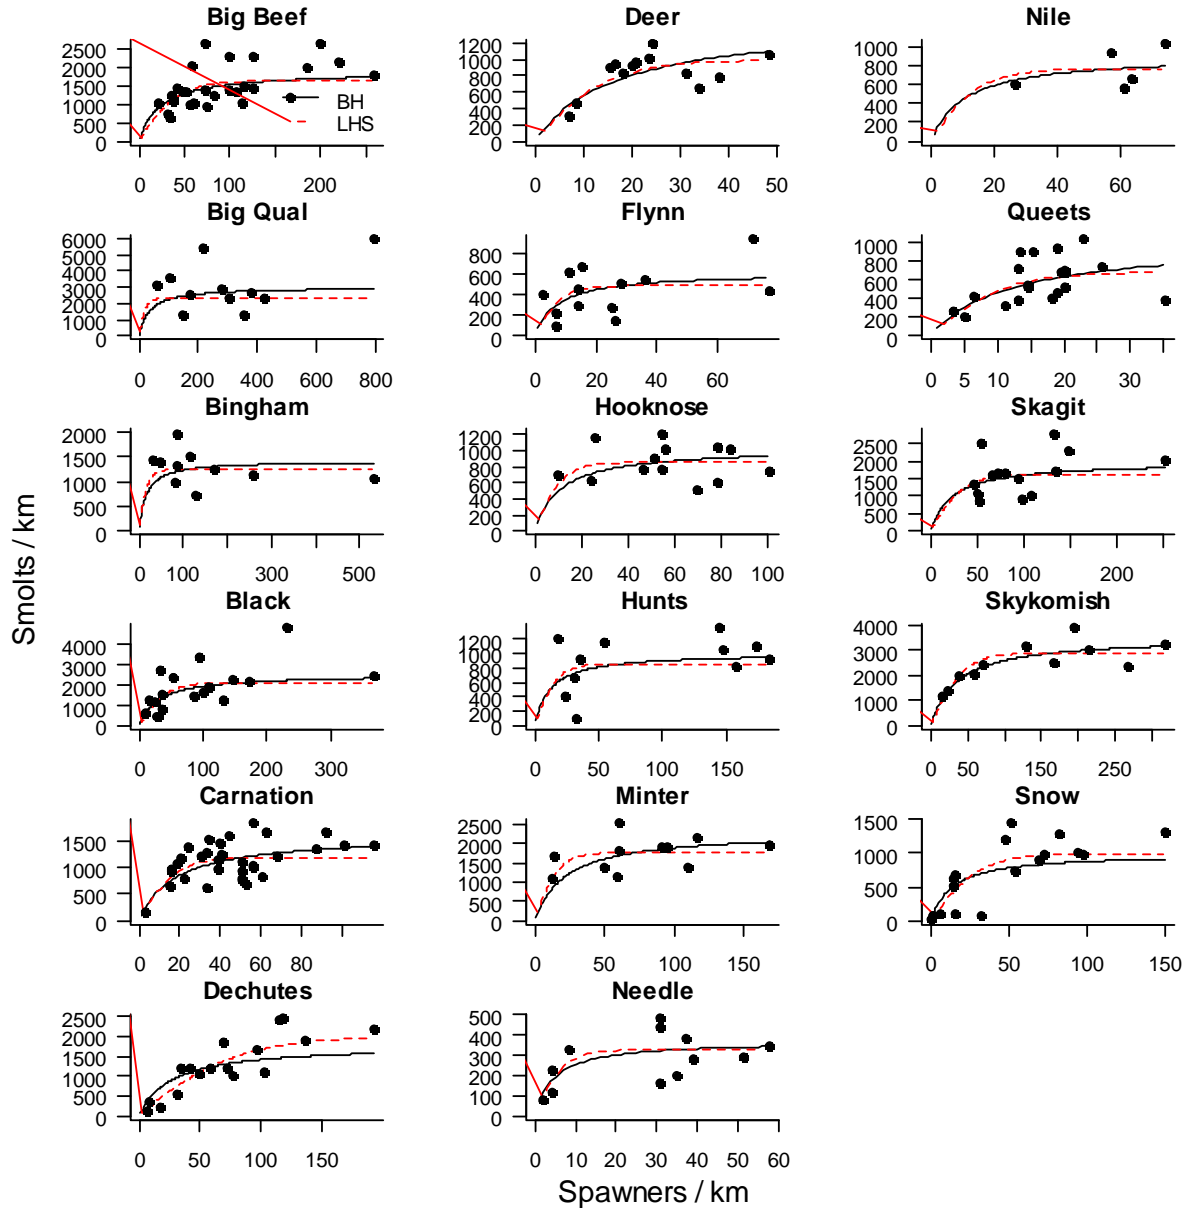 Big Beef
Deer
Nile
2500
2000
1500
1000
500
0
BH
LHS
0 50 100 200
1200
1000
800
600
400
200
0
0 10 20 30 40 50
1000
800
600
400
200
0
0 20 40 60
Big Qual
Flynn
Queets
6000
5000
4000
3000
2000
1000
0
0 200 400 600 800
800
600
400
200
0
0 20 40 60
1000
800
600
400
200
0
0 5 10 20 30
Bingham
Hooknose
Skagit
2000
1500
1000
500
0
0 100 300 500
1200
1000
800
600
400
200
0
0 20 40 60 80 100
2500
2000
1500
1000
500
0
0 50 100 200
Smolts / km
Black
Hunts
Skykomish
4000
3000
2000
1000
0
0 100 200 300
1200
1000
800
600
400
200
0
0 50 100 150
4000
3000
2000
1000
0
0 50 150 250
Carnation
Minter
Snow
1500
1000
500
0
0 20 40 60 80
2500
2000
1500
1000
500
0
0 50 100 150
1500
1000
500
0
0 50 100 150
Dechutes
Needle
2500
2000
1500
1000
500
0
0 50 100 150
500
400
300
200
100
0
0 10 20 30 40 50 60
Spawners / km